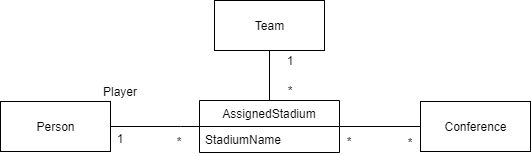 Team
1
*
Player
AssignedStadium
Person
Conference
1
*
StadiumName
*
*